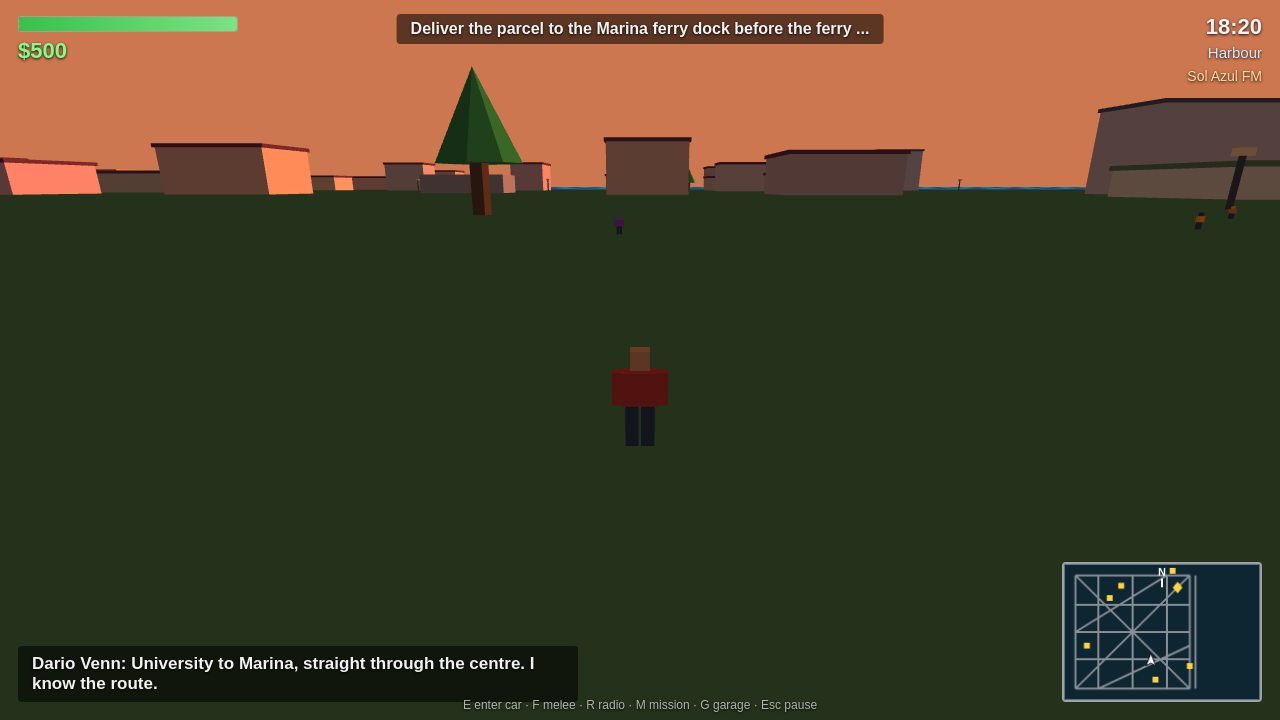 Deliver the parcel to the Marina ferry dock before the ferry ...
18:20
$500
Harbour
Sol Azul FM
N
Dario Venn: University to Marina, straight through the centre. I
know the route.
E enter car · F melee · R radio · M mission · G garage · Esc pause